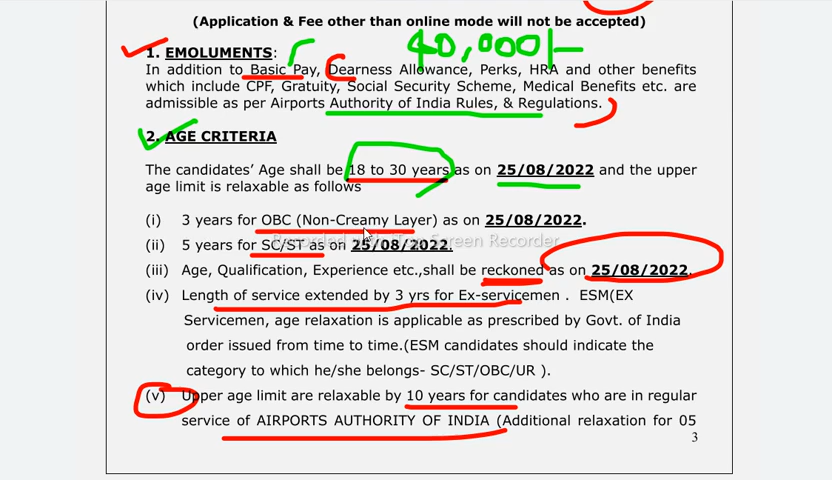 (Application & Fee other than online mode will not be accepted)
40,000/-
1. EMOLUMENTS:
In addition to Basic Pay, Dearness Allowance, Perks, HRA and other benefits
which include CPF, Gratuity, Social Security Scheme, Medical Benefits etc. are
admissible as per Airports Authority of India Rules, & Regulations.
2. AGE CRITERIA
The candidates' Age shall be 18 to 30 years as on 25/08/2022 and the upper
age limit is relaxable as follows
(i) 3 years for OBC (Non-Creamy Layer) as on 25/08/2022.
(ii) 5 years for SC/ST as on 25/08/2022.
(iii) Age, Qualification, Experience etc.,shall be reckoned as on 25/08/2022.
(iv) Length of service extended by 3 yrs for Ex-servicemen . ESM(EX
Servicemen, age relaxation is applicable as prescribed by Govt. of India
order issued from time to time.(ESM candidates should indicate the
category to which he/she belongs- SC/ST/OBC/UR ).
(v) Upper age limit are relaxable by 10 years for candidates who are in regular
service of AIRPORTS AUTHORITY OF INDIA (Additional relaxation for 05
3